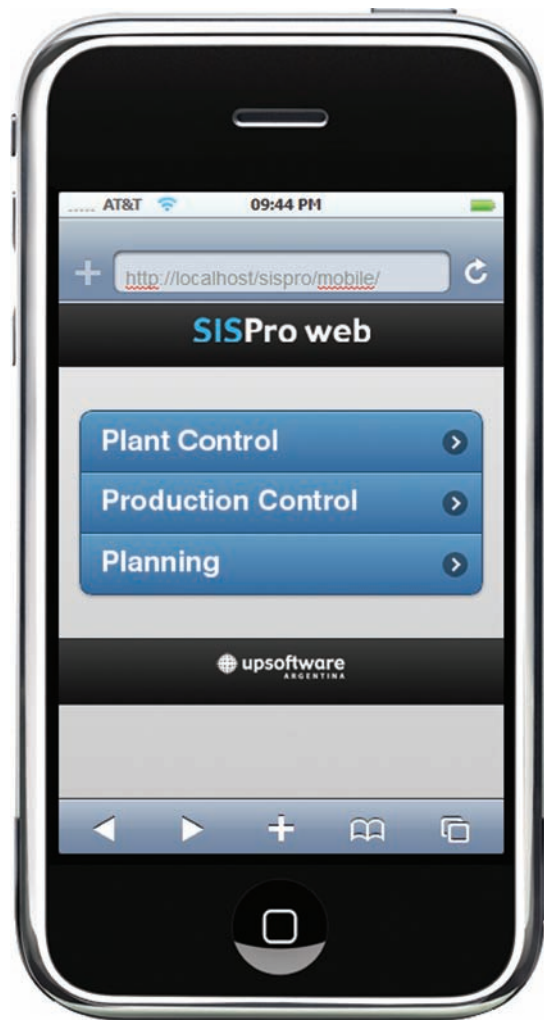 AT&T 09:44 PM
http://localhost/sispro/mobile/
SISPro web
Plant Control
Production Control
Planning
upsoftware
ARGENTINA